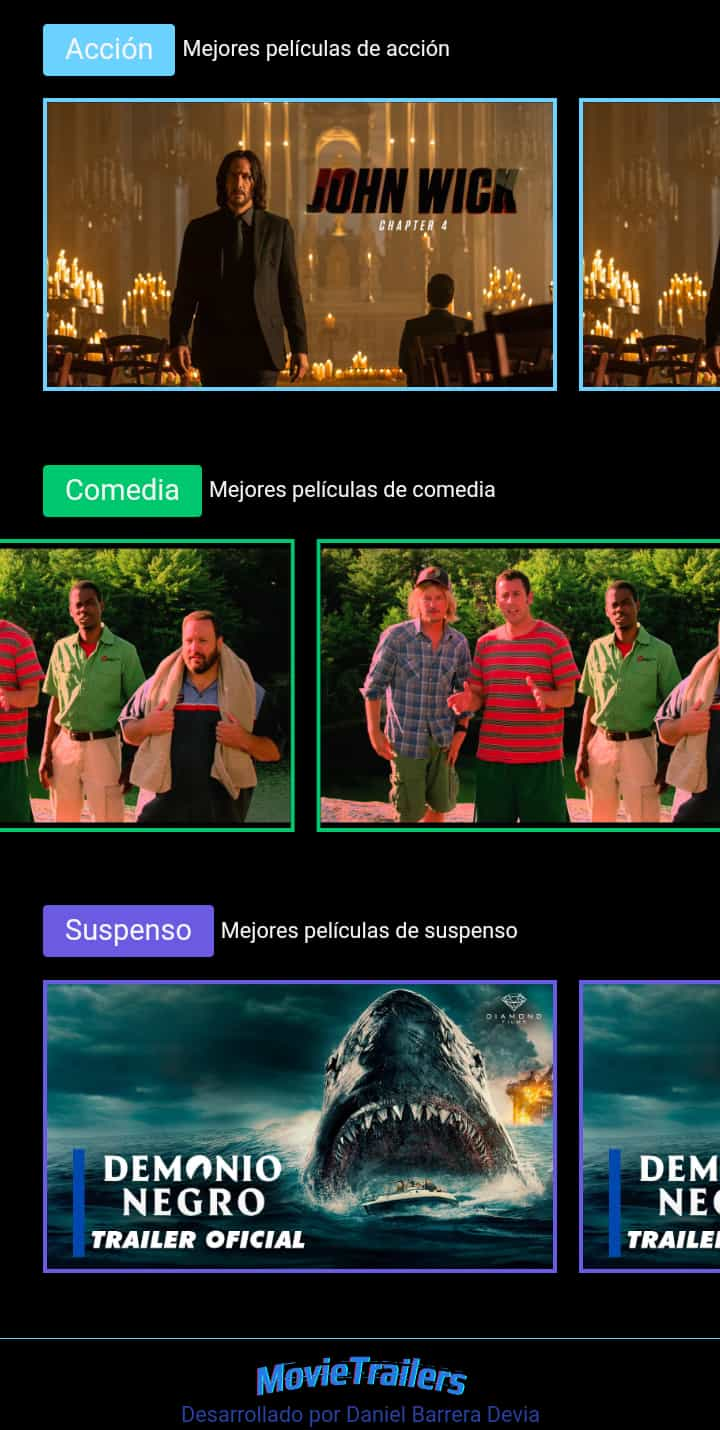 Acción Mejores películas de acción
JOHN WICK
CHAPTER 4
Comedia Mejores películas de comedia
Suspenso Mejores películas de suspenso
DIAMOND
FILMS
DEMONIO
NEGRO
TRAILER OFICIAL
DEM
NE
TRAILE
MovieTrailers
Desarrollado por Daniel Barrera Devia